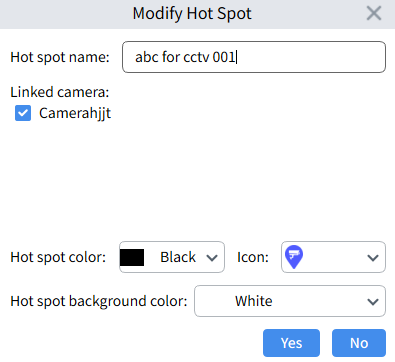 Modify Hot Spot
Hot spot name: abc for cctv 001
Linked camera:
Camerahjjt
Hot spot color: Black Icon:
Hot spot background color: White
Yes No